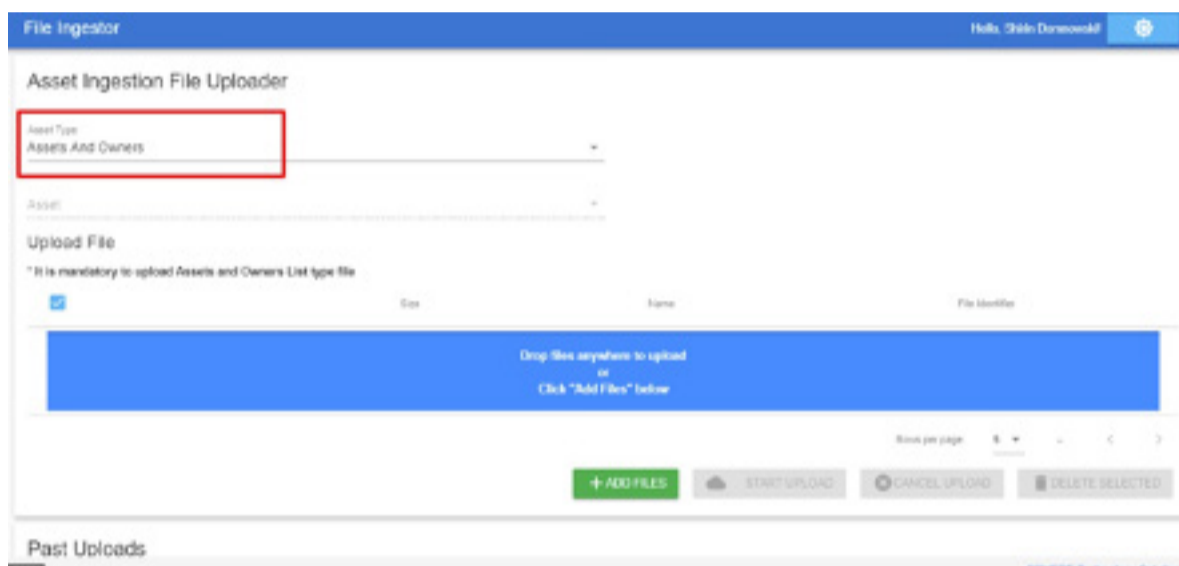 File Ingestor
Hello,
Asset Ingestion File Uploader
Asset Type
Assets And Owners
Asset
Upload File
* It is mandatory to upload Assets and Owners List type file
Size Name File Identifier
Drop files anywhere to upload
or
Click "Add Files" below
Rows per page
+ ADD FILES START UPLOAD CANCEL UPLOAD DELETE SELECTED
Past Uploads